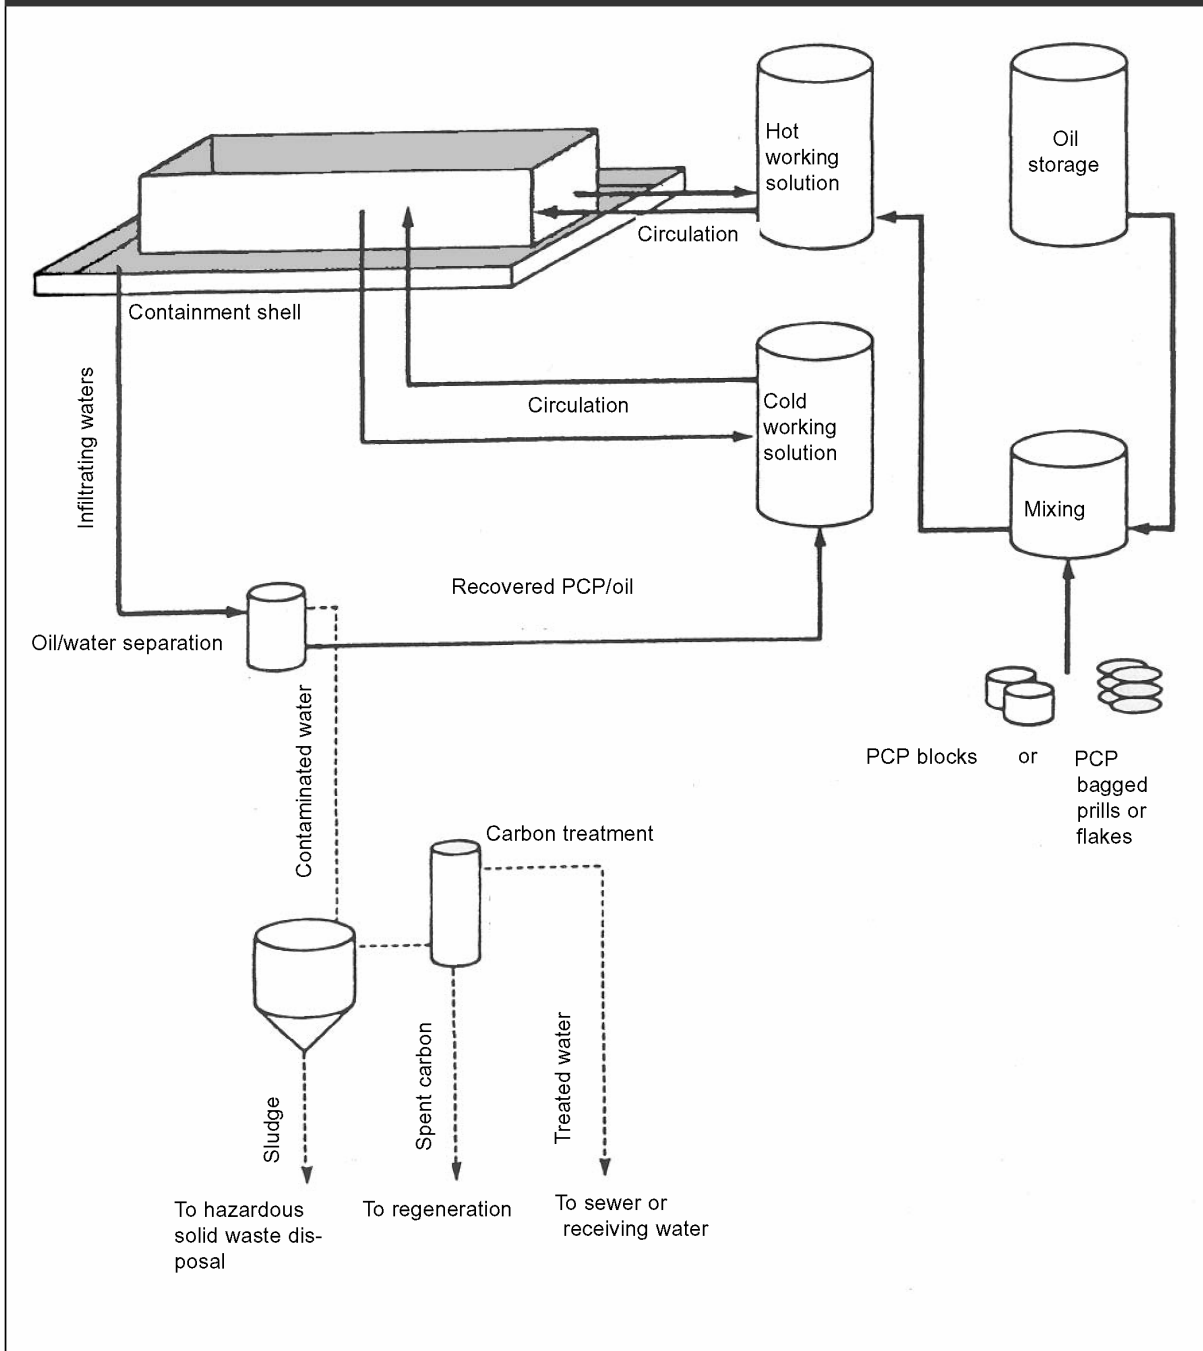 Hot
working
solution
Oil
storage
Circulation
Containment shell
Infiltrating waters
Circulation
Cold
working
solution
Mixing
Recovered PCP/oil
Oil/water separation
Contaminated water
PCP blocks or PCP
bagged
prills or
flakes
Carbon treatment
Sludge
Spent carbon
Treated water
To hazardous
solid waste dis-
posal
To regeneration
To sewer or
receiving water